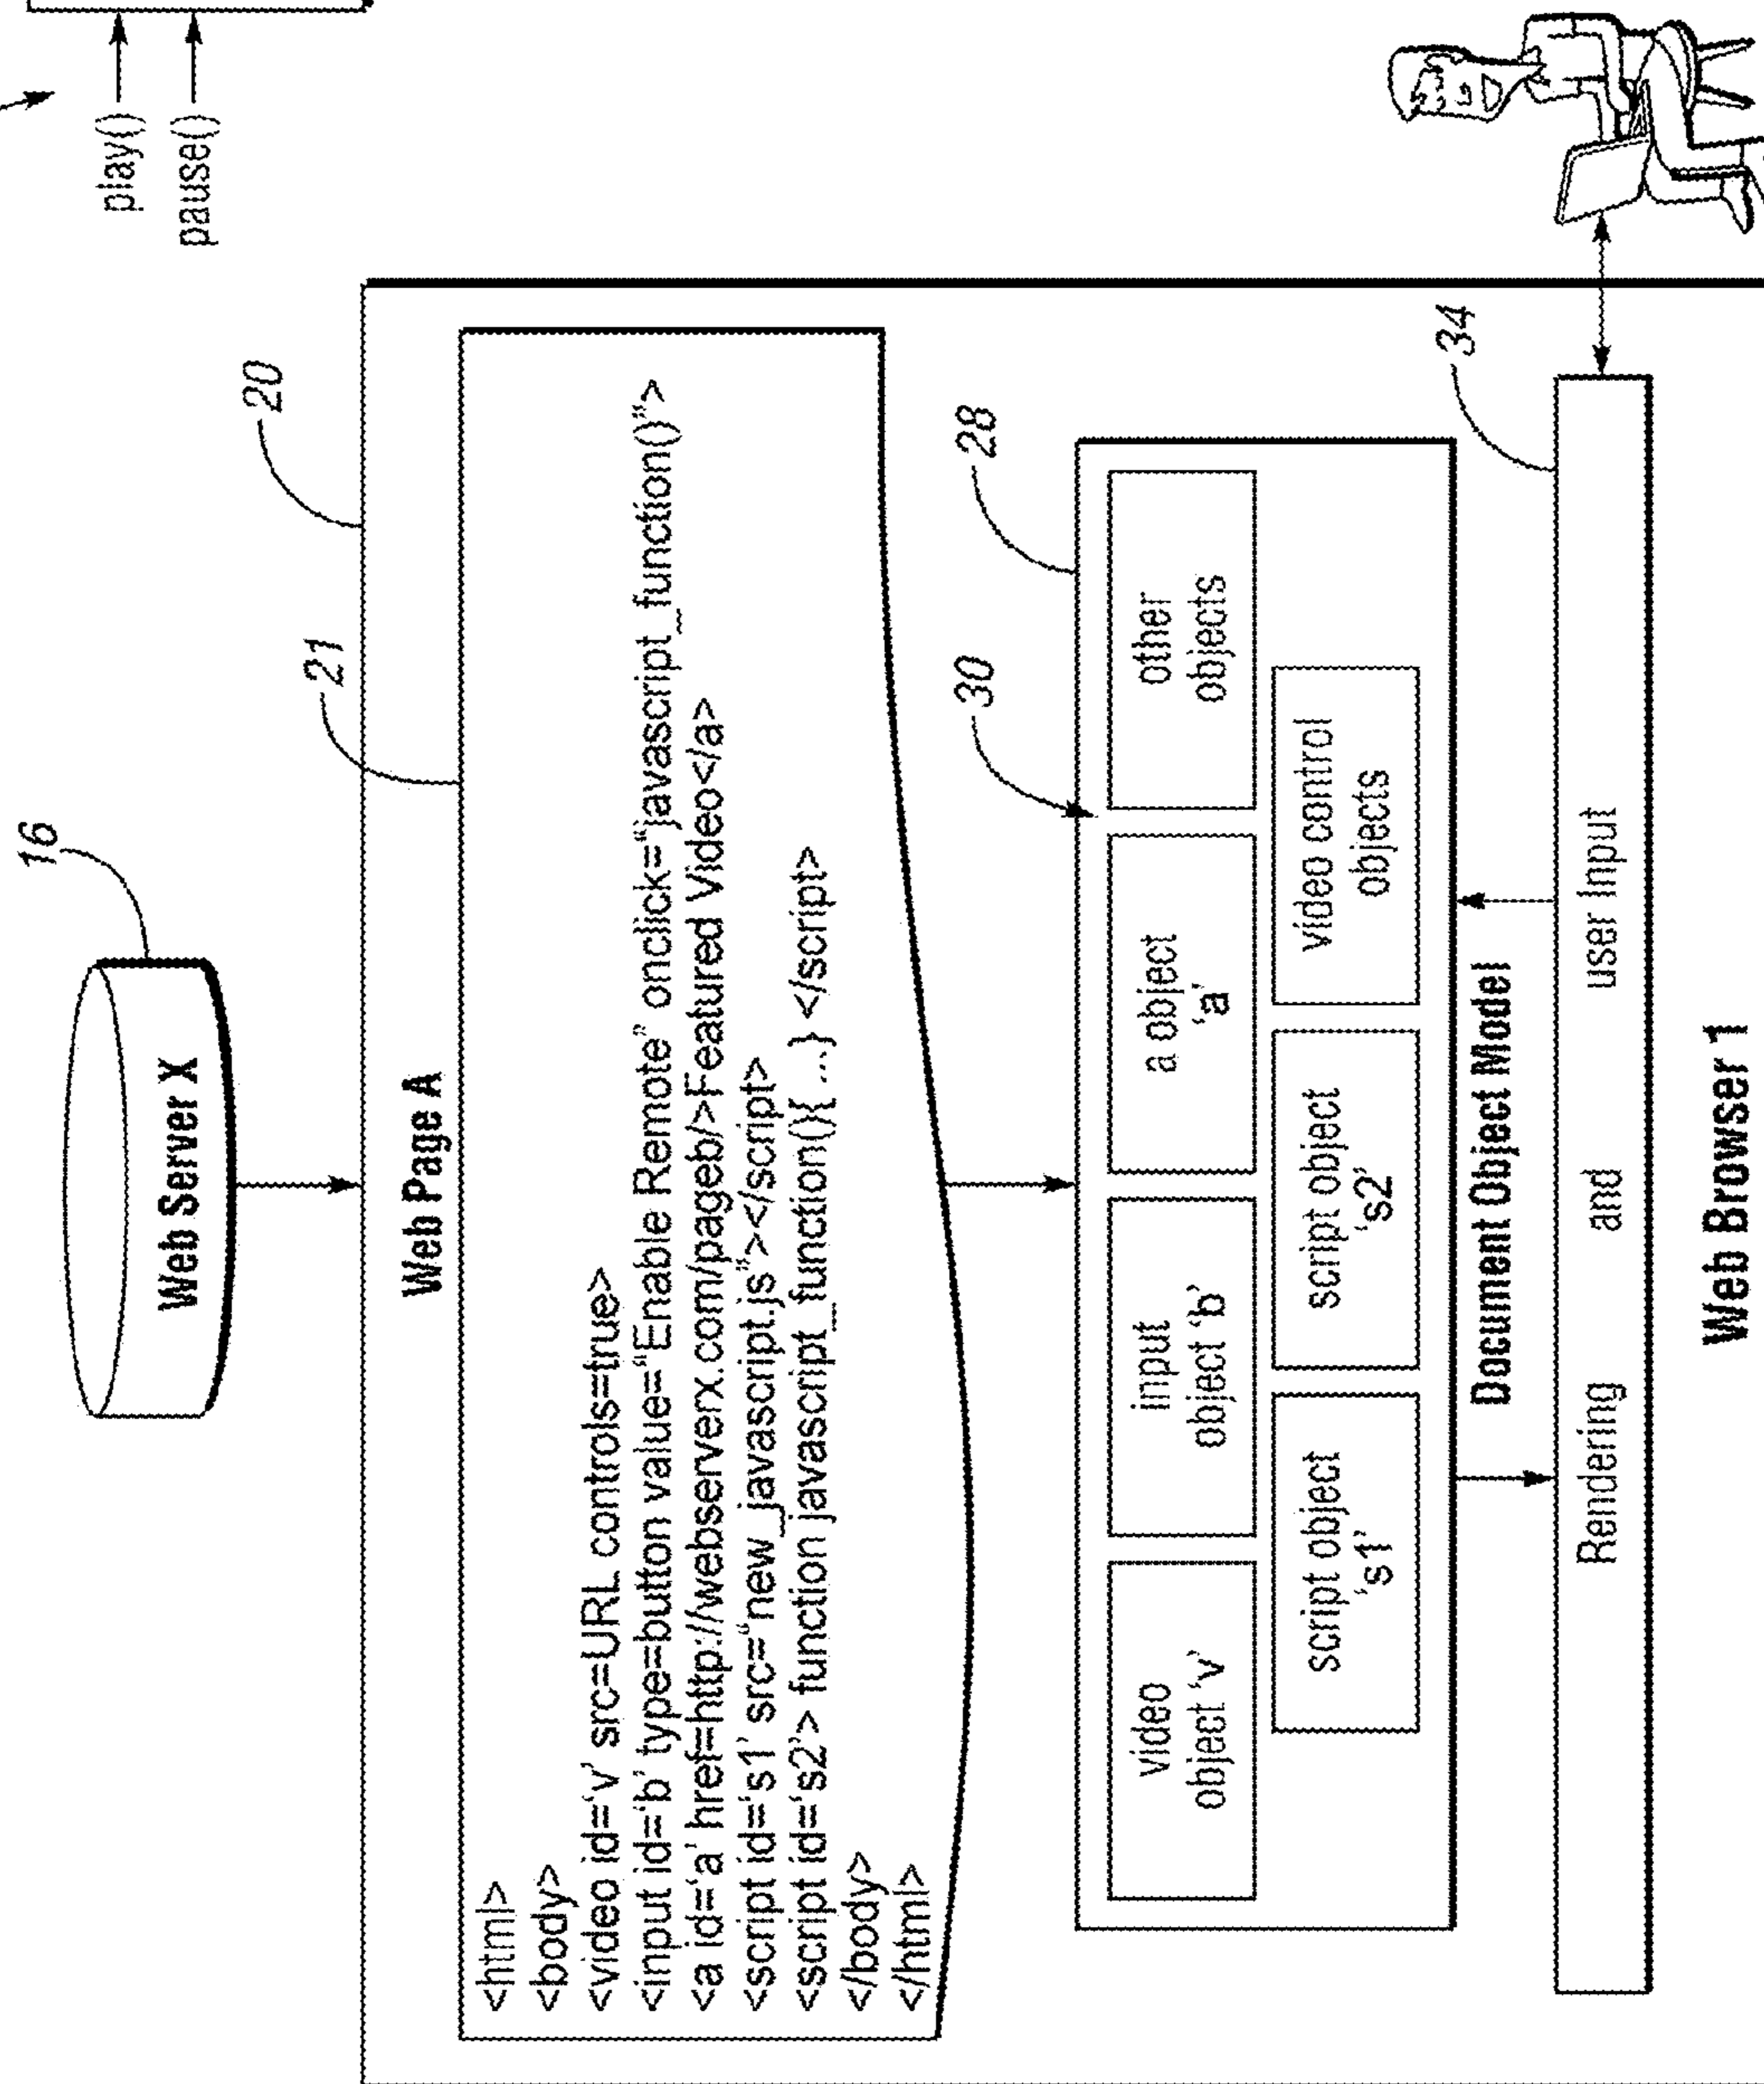 play()
pause()
16
Web Server X
20
21
Web Page A
<html>
<body>
<video id='v' src=URL controls=true>
<input id='b' type=button value="Enable Remote" onclick="javascript_function()">
<a id='a' href=http://webserverx.com/pageb/>Featured Video</a>
<script id='s1' src="new_javascript.js"></script>
<script id='s2'> function javascript_function(){ ...} </script>
</body>
</html>
28
30
video
object 'v'
input
object 'b'
a object
'a'
other
objects
script object
's1'
script object
's2'
video control
objects
Document Object Model
34
Rendering and user Input
Web Browser 1